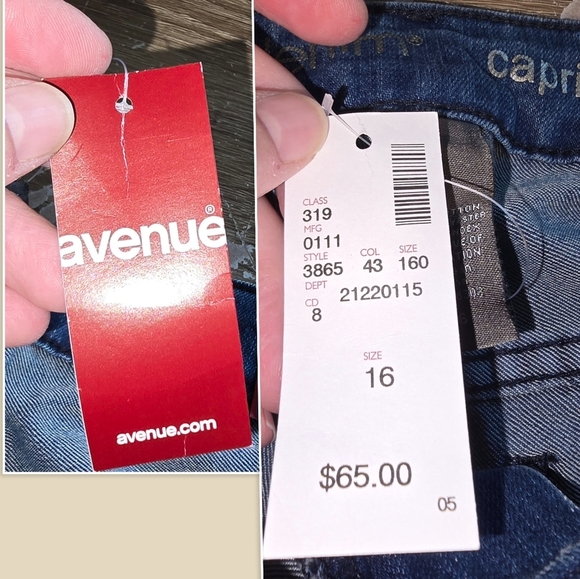 avenue®
avenue.com
capri
CLASS
319
MFG
0111
STYLE COL SIZE
3865 43 160
DEPT
21220115
CD
8
SIZE
16
$65.00
05